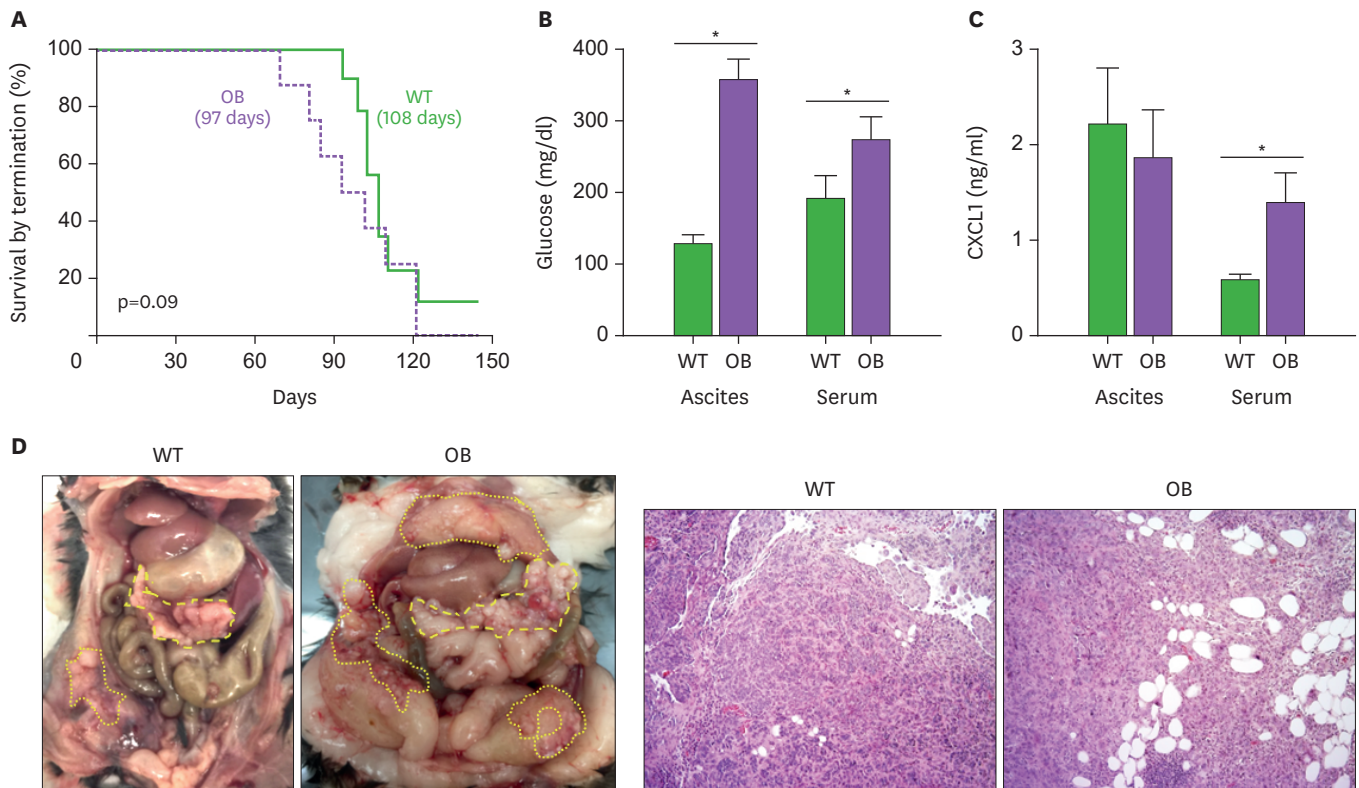 A
Survival by termination (%)
100
80
60
40
20
0
30
60
90
120
150
Days
OB
(97 days)
WT
(108 days)
p=0.09
B
Glucose (mg/dl)
400
300
200
100
0
*
*
WT OB WT OB
Ascites Serum
C
CXCL1 (ng/ml)
3
2
1
0
*
WT OB WT OB
Ascites Serum
D
WT OB WT OB